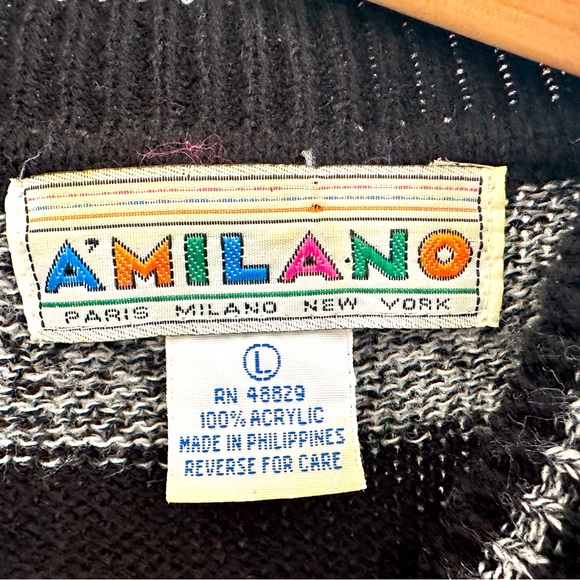 A'MILANO
PARIS MILANO NEW YORK
L
RN 48829
100% ACRYLIC
MADE IN PHILIPPINES
REVERSE FOR CARE